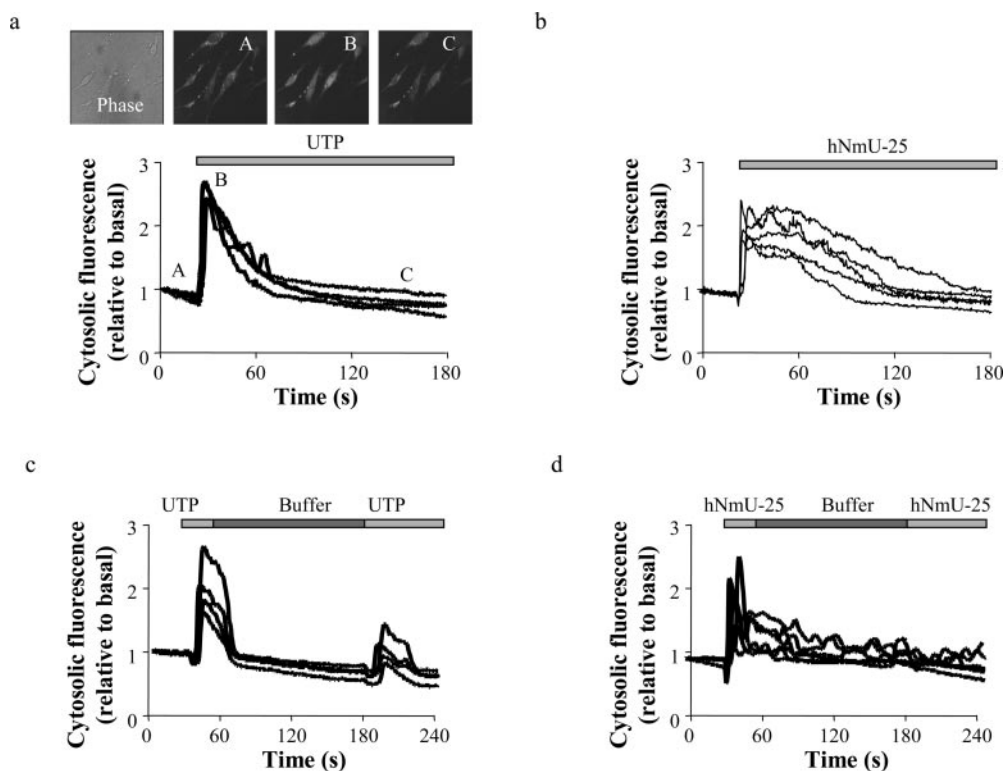 a
b
Phase
A
B
C
UTP
hNmU-25
Cytosolic fluorescence
(relative to basal)
3
2
1
0
A
B
C
0
60
120
180
Time (s)
Cytosolic fluorescence
(relative to basal)
3
2
1
0
0
60
120
180
Time (s)
c
d
UTP
Buffer
UTP
Cytosolic fluorescence
(relative to basal)
3
2
1
0
0
60
120
180
240
Time (s)
hNmU-25
Buffer
hNmU-25
Cytosolic fluorescence
(relative to basal)
3
2
1
0
0
60
120
180
240
Time (s)